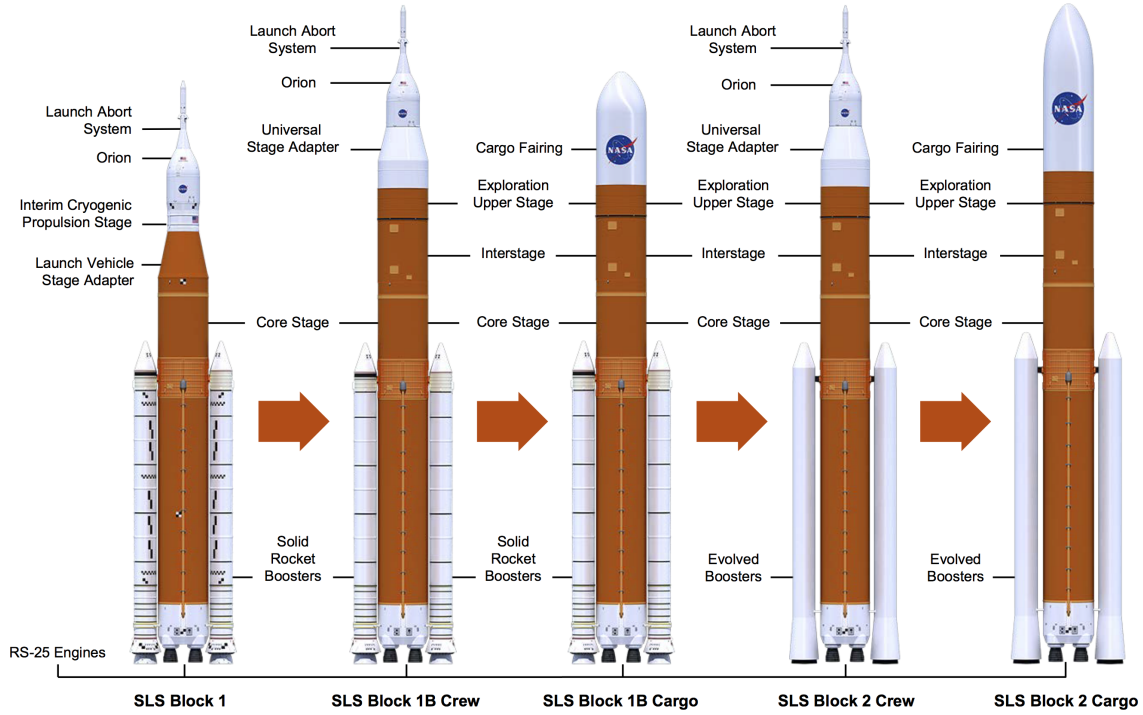 Launch Abort
System
Orion
Interim Cryogenic
Propulsion Stage
Launch Vehicle
Stage Adapter
Launch Abort
System
Orion
Universal
Stage Adapter
Cargo Fairing
NASA
Exploration
Upper Stage
Interstage
Launch Abort
System
Orion
Universal
Stage Adapter
Exploration
Upper Stage
Interstage
Cargo Fairing
NASA
Exploration
Upper Stage
Interstage
Core Stage
Core Stage
Core Stage
Core Stage
Solid
Rocket
Boosters
Solid
Rocket
Boosters
Evolved
Boosters
Evolved
Boosters
RS-25 Engines
SLS Block 1
SLS Block 1B Crew
SLS Block 1B Cargo
SLS Block 2 Crew
SLS Block 2 Cargo